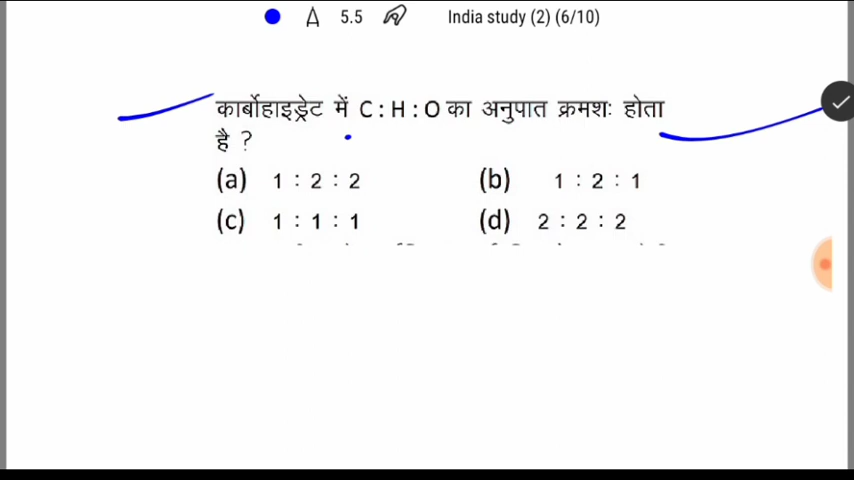 5.5 India study (2) (6/10)
कार्बोहाइड्रेट में C : H : O का अनुपात क्रमशः होता
है ?
(a) 1 : 2 : 2 (b) 1 : 2 : 1
(c) 1 : 1 : 1 (d) 2 : 2 : 2